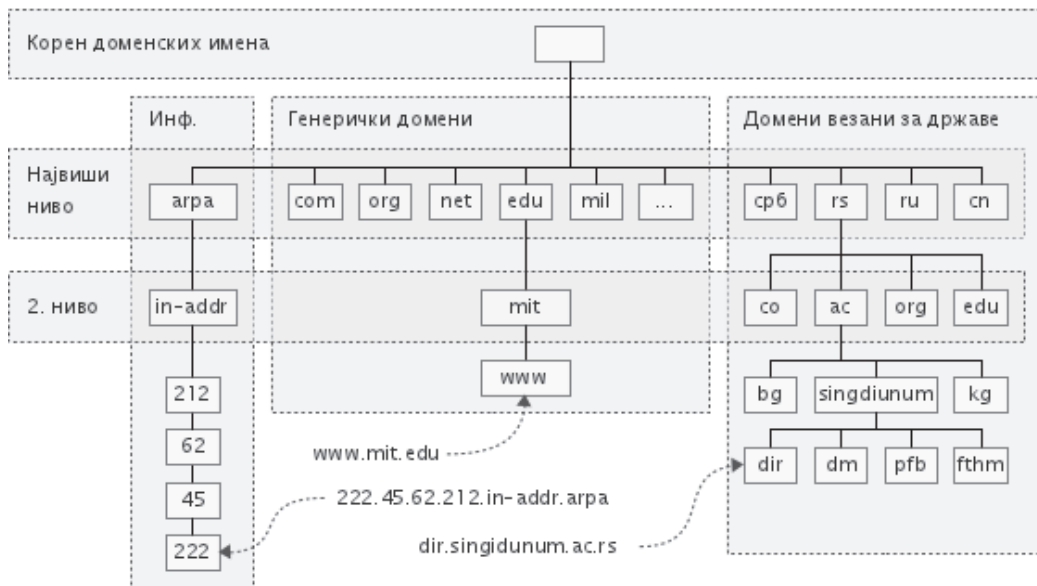 Корен доменских имена
Инф.
Генерички домени
Домени везани за државе
Највиши
ниво
arpa
com
org
net
edu
mil
...
срб
rs
ru
cn
2. ниво
in-addr
mit
co
ac
org
edu
www
212
bg
singdiunum
kg
62
www.mit.edu
dir
dm
pfb
fthm
45
222.45.62.212.in-addr.arpa
222
dir.singidunum.ac.rs